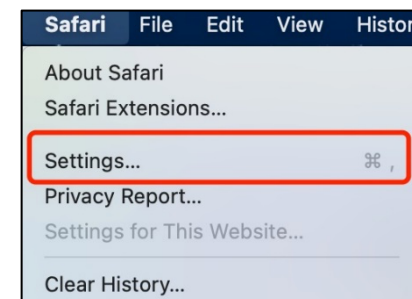 Safari File Edit View Histor
About Safari
Safari Extensions...
Settings... ⌘ ,
Privacy Report...
Settings for This Website...
Clear History...